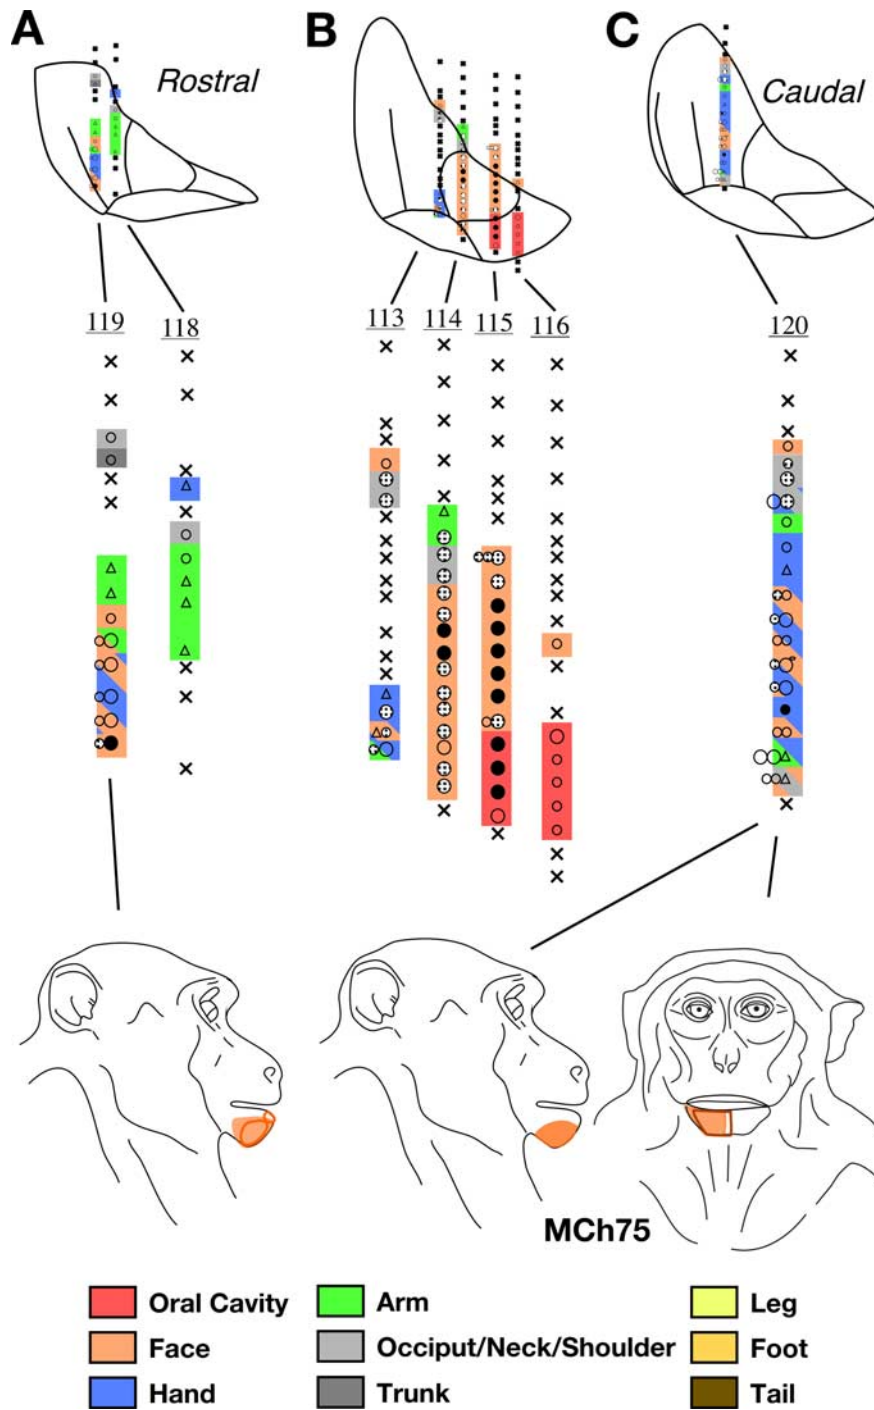 A B C
Rostral
Caudal
119 118 113 114 115 116 120
MCh75
Oral Cavity Arm Leg
Face Occiput/Neck/Shoulder Foot
Hand Trunk Tail